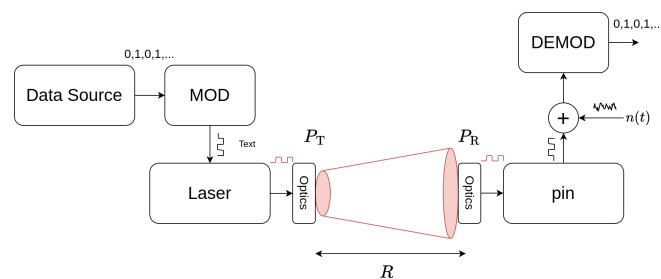 0,1,0,1,...
Data Source
MOD
Text
Laser
Optics
P_T
R
P_R
Optics
pin
+
n(t)
DEMOD
0,1,0,1,..